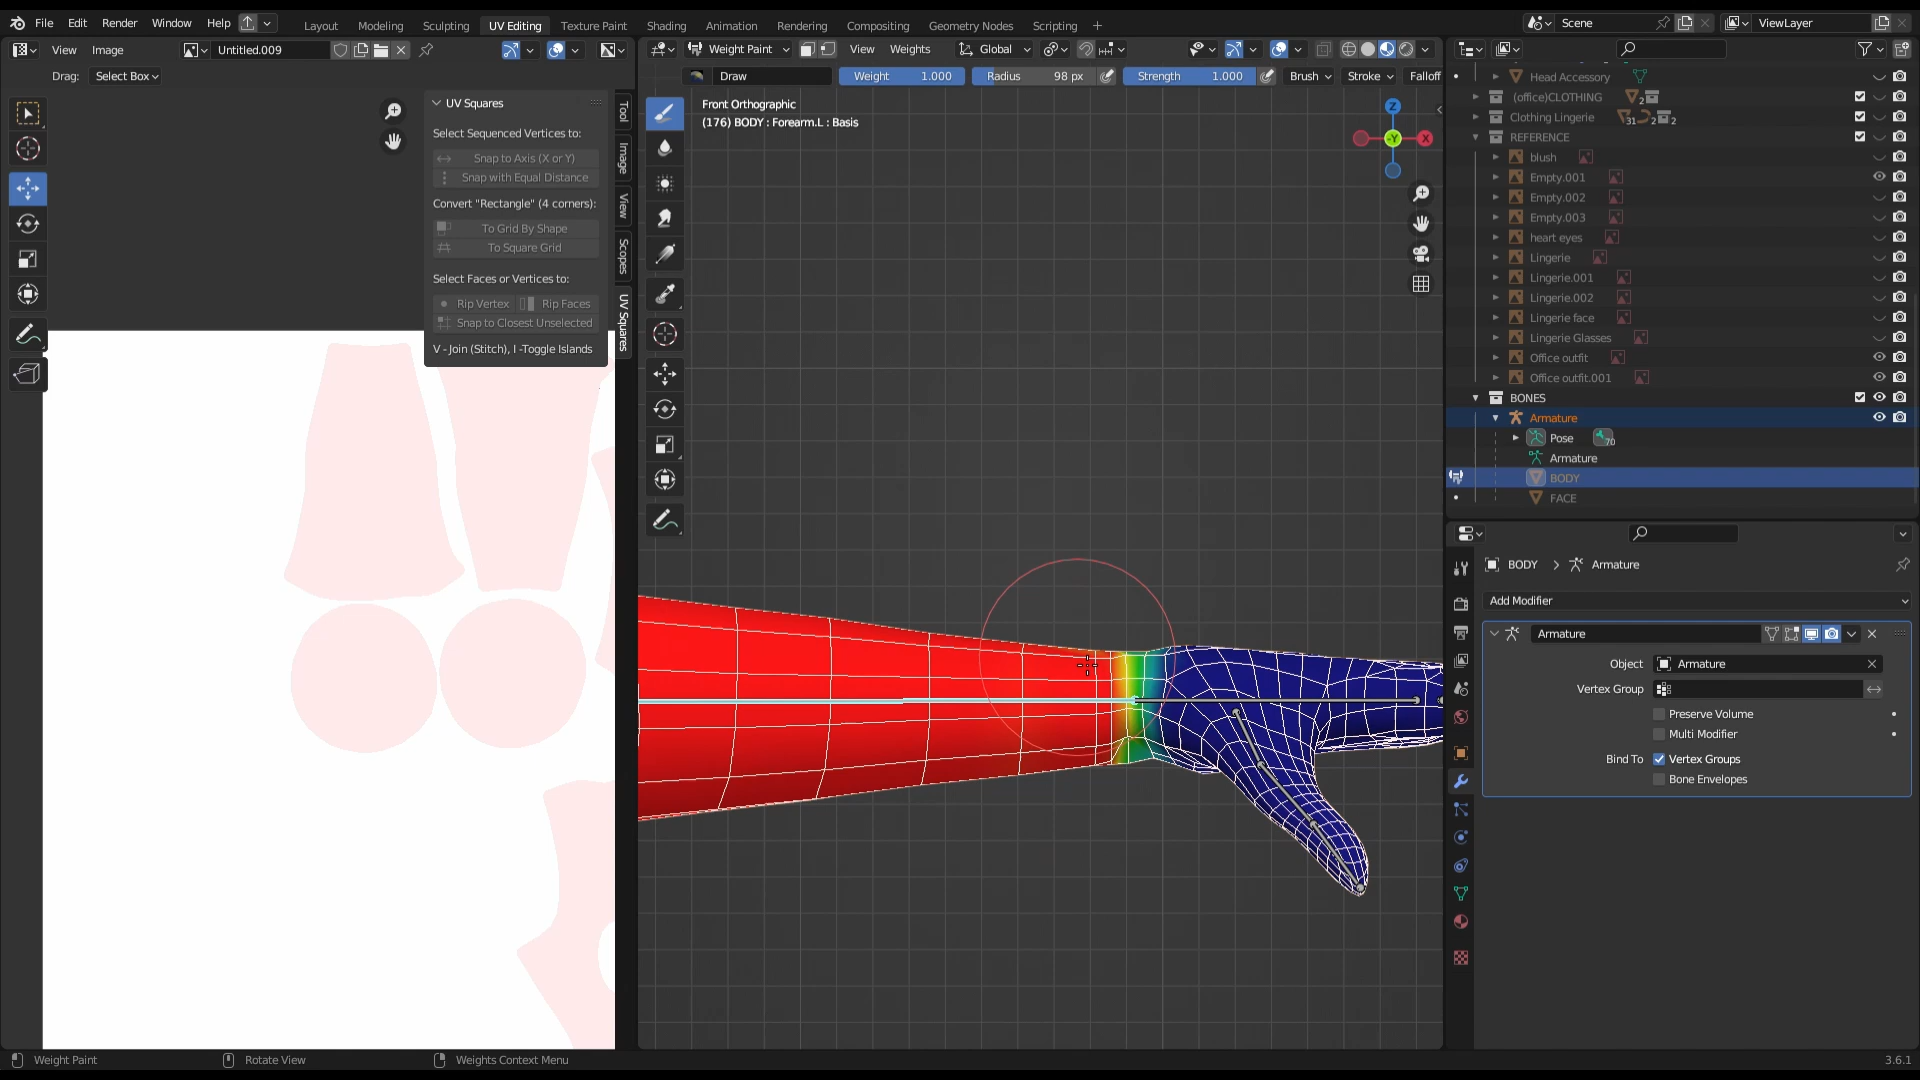 File Edit Render Window Help Layout Modeling Sculpting UV Editing Texture Paint Shading Animation Rendering Compositing Geometry Nodes Scripting + Scene ViewLayer
View Image Untitled.009 Weight Paint View Weights Global
Drag: Select Box Draw Weight 1.000 Radius 98 px Strength 1.000 Brush Stroke Falloff
UV Squares
Select Sequenced Vertices to:
Snap to Axis (X or Y)
Snap with Equal Distance
Convert "Rectangle" (4 corners):
To Grid By Shape
To Square Grid
Select Faces or Vertices to:
Rip Vertex Rip Faces
Snap to Closest Unselected
V - Join (Stitch), I -Toggle Islands
Tool
Image
View
Scopes
UV Squares
Front Orthographic
(176) BODY : Forearm.L : Basis
Z
-Y
X
Head Accessory
(office)CLOTHING 2
Clothing Lingerie 31 2 2
REFERENCE
blush
Empty.001
Empty.002
Empty.003
heart eyes
Lingerie
Lingerie.001
Lingerie.002
Lingerie face
Lingerie Glasses
Office outfit
Office outfit.001
BONES
Armature
Pose 70
Armature
BODY
FACE
BODY > Armature
Add Modifier
Armature
Object Armature
Vertex Group
Preserve Volume
Multi Modifier
Bind To Vertex Groups
Bone Envelopes
Weight Paint Rotate View Weights Context Menu 3.6.1